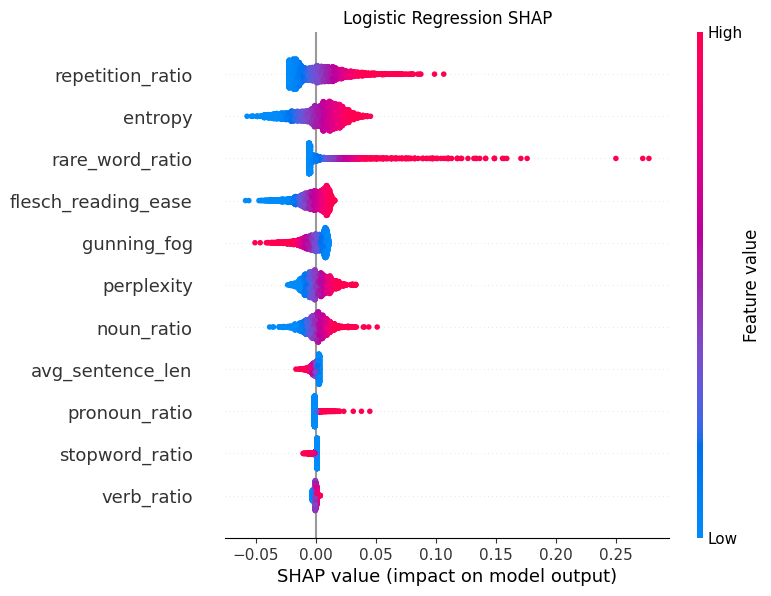 Logistic Regression SHAP
High
repetition_ratio
entropy
rare_word_ratio
flesch_reading_ease
gunning_fog
perplexity
noun_ratio
avg_sentence_len
pronoun_ratio
stopword_ratio
verb_ratio
Feature value
Low
−0.05 0.00 0.05 0.10 0.15 0.20 0.25
SHAP value (impact on model output)